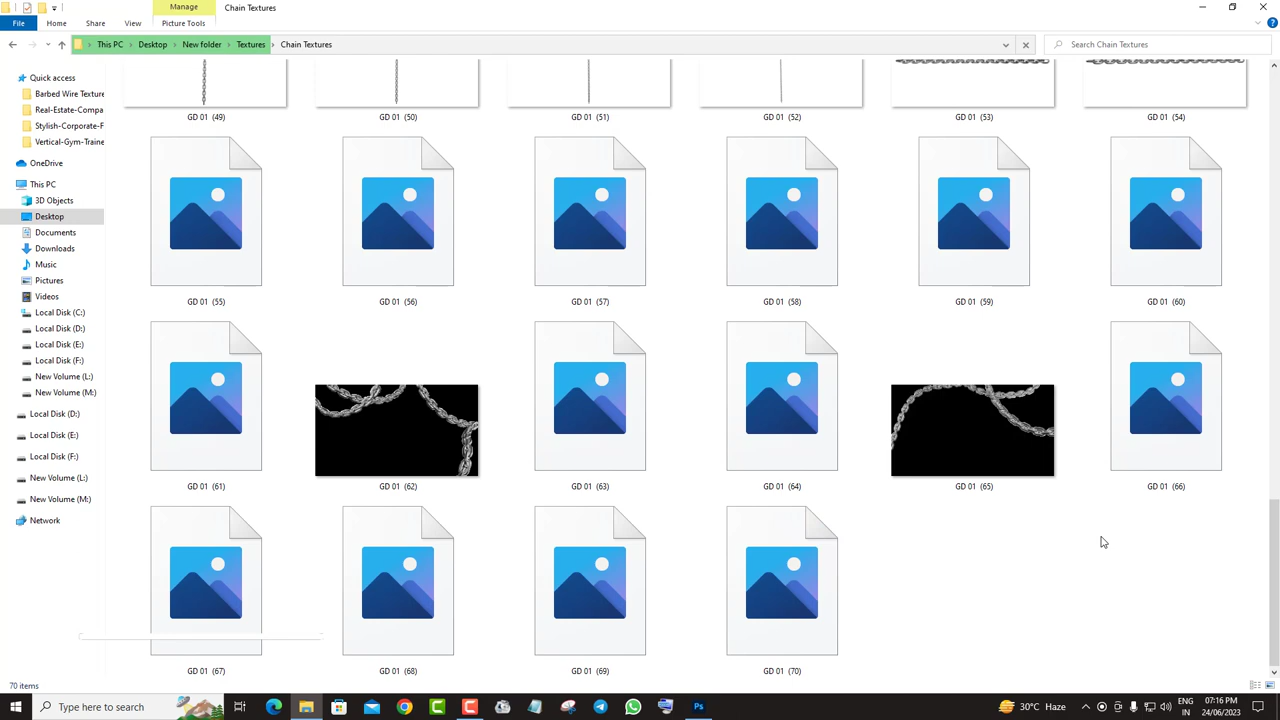 Manage
Chain Textures
File
Home
Share
View
Picture Tools
This PC
Desktop
New folder
Textures
Chain Textures
Search Chain Textures
Quick access
Barbed Wire Texture
Real-Estate-Compa
Stylish-Corporate-F
Vertical-Gym-Traine
OneDrive
This PC
3D Objects
Desktop
Documents
Downloads
Music
Pictures
Videos
Local Disk (C:)
Local Disk (D:)
Local Disk (E:)
Local Disk (F:)
New Volume (L:)
New Volume (M:)
Local Disk (D:)
Local Disk (E:)
Local Disk (F:)
New Volume (L:)
New Volume (M:)
Network
GD 01 (49)
GD 01 (50)
GD 01 (51)
GD 01 (52)
GD 01 (53)
GD 01 (54)
GD 01 (55)
GD 01 (56)
GD 01 (57)
GD 01 (58)
GD 01 (59)
GD 01 (60)
GD 01 (61)
GD 01 (62)
GD 01 (63)
GD 01 (64)
GD 01 (65)
GD 01 (66)
GD 01 (67)
GD 01 (68)
GD 01 (69)
GD 01 (70)
70 items
Type here to search
Ps
30°C Haze
ENG
IN
07:16 PM
24/06/2023